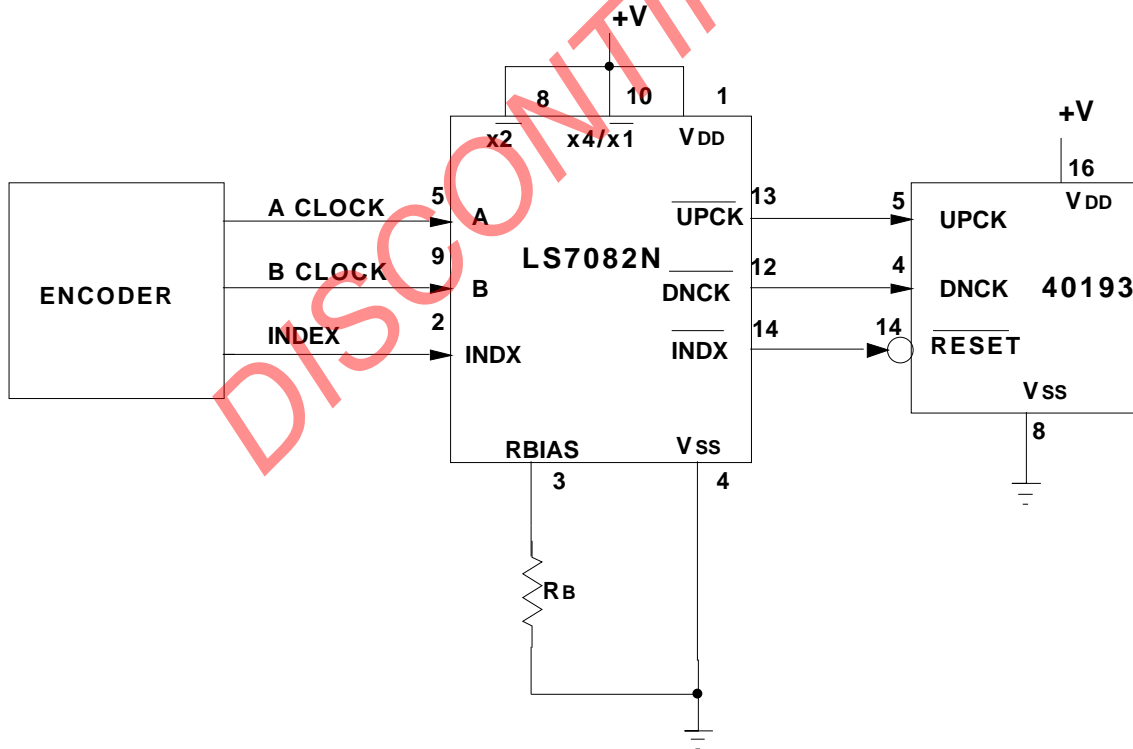 +V
8 10 1
x2 x4/x1 VDD
+V
16
VDD
ENCODER
A CLOCK
B CLOCK
INDEX
5
A
9
B
2
INDX
LS7082N
UPCK
13
DNCK
12
INDX
14
RBIAS
3
VSS
4
RB
5
UPCK
4
DNCK
40193
14
RESET
VSS
8